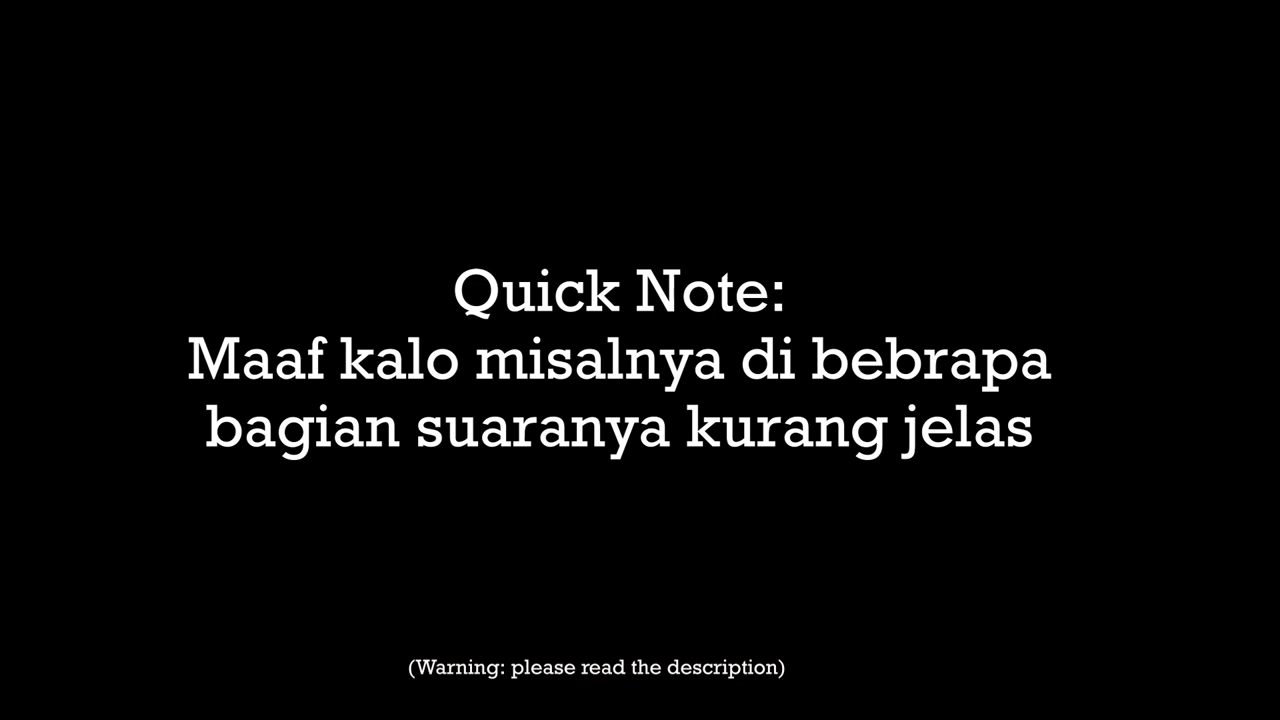 Quick Note:
Maaf kalo misalnya di bebrapa
bagian suaranya kurang jelas
(Warning: please read the description)